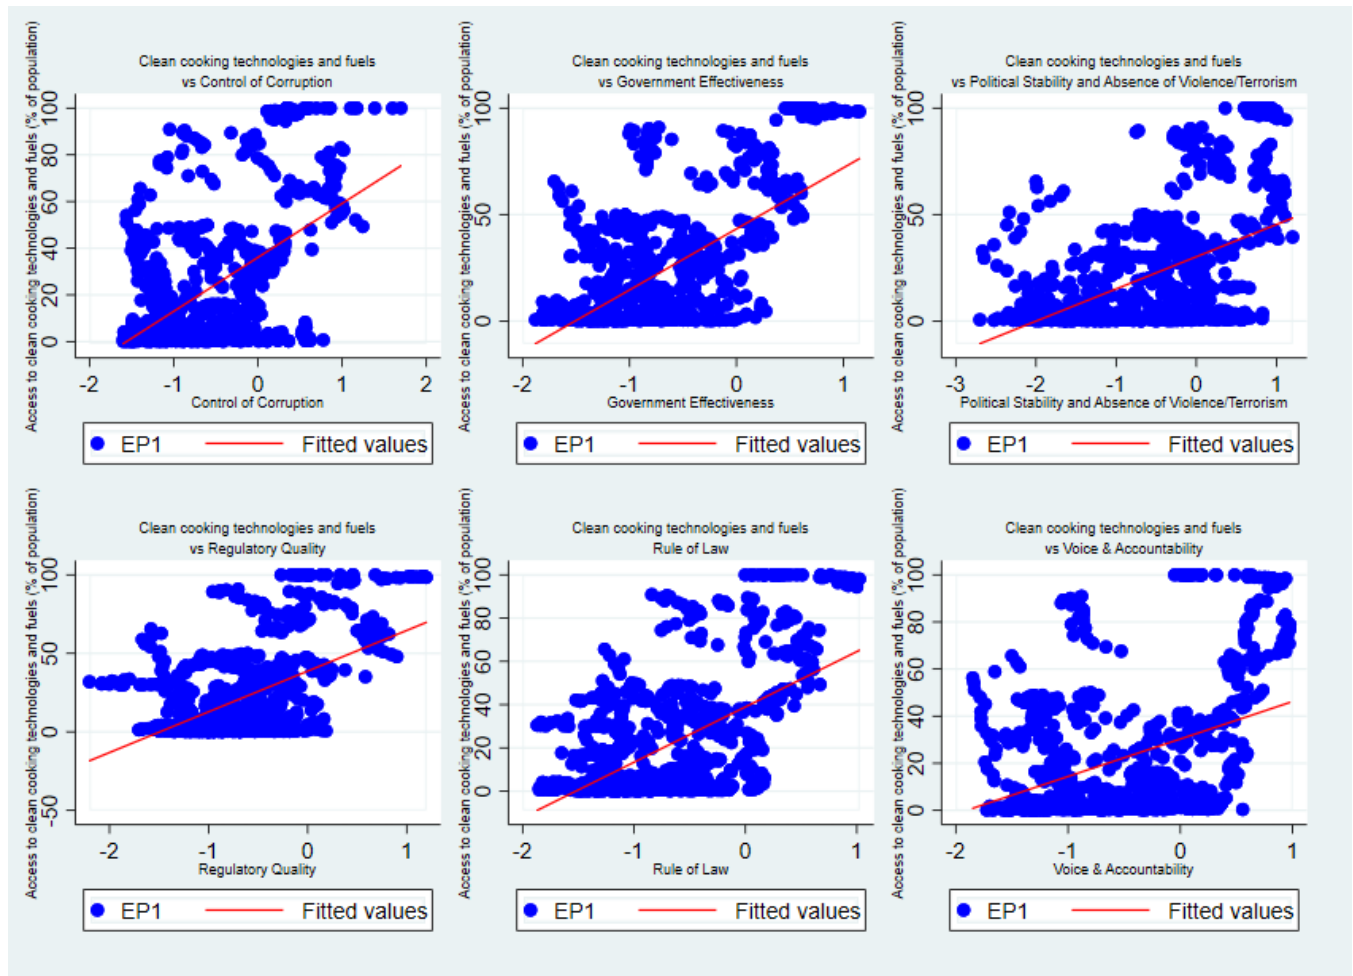 Clean cooking technologies and fuels
vs Control of Corruption
Access to clean cooking technologies and fuels (% of population)
100
80
60
40
20
0
-2 -1 0 1 2
Control of Corruption
EP1 Fitted values
Clean cooking technologies and fuels
vs Government Effectiveness
Access to clean cooking technologies and fuels (% of population)
100
50
0
-2 -1 0 1
Government Effectiveness
EP1 Fitted values
Clean cooking technologies and fuels
vs Political Stability and Absence of Violence/Terrorism
Access to clean cooking technologies and fuels (% of population)
100
50
0
-3 -2 -1 0 1
Political Stability and Absence of Violence/Terrorism
EP1 Fitted values
Clean cooking technologies and fuels
vs Regulatory Quality
Access to clean cooking technologies and fuels (% of population)
100
50
0
-50
-2 -1 0 1
Regulatory Quality
EP1 Fitted values
Clean cooking technologies and fuels
Rule of Law
Access to clean cooking technologies and fuels (% of population)
100
80
60
40
20
0
-2 -1 0 1
Rule of Law
EP1 Fitted values
Clean cooking technologies and fuels
vs Voice & Accountability
Access to clean cooking technologies and fuels (% of population)
100
80
60
40
20
0
-2 -1 0 1
Voice & Accountability
EP1 Fitted values